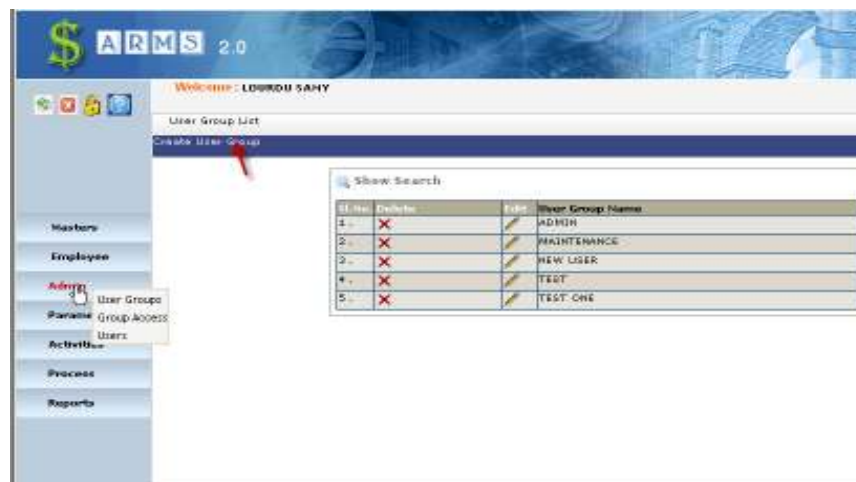 $ ARMS 2.0
Welcome : LOURDU SAMY
User Group List
Create User Group
Show Search
Sl.No Delete Edit User Group Name
1. ADMIN
2. MAINTENANCE
3. NEW USER
4. TEST
5. TEST ONE
Masters
Employee
Admin
User Groups
Group Access
Users
Activities
Process
Reports